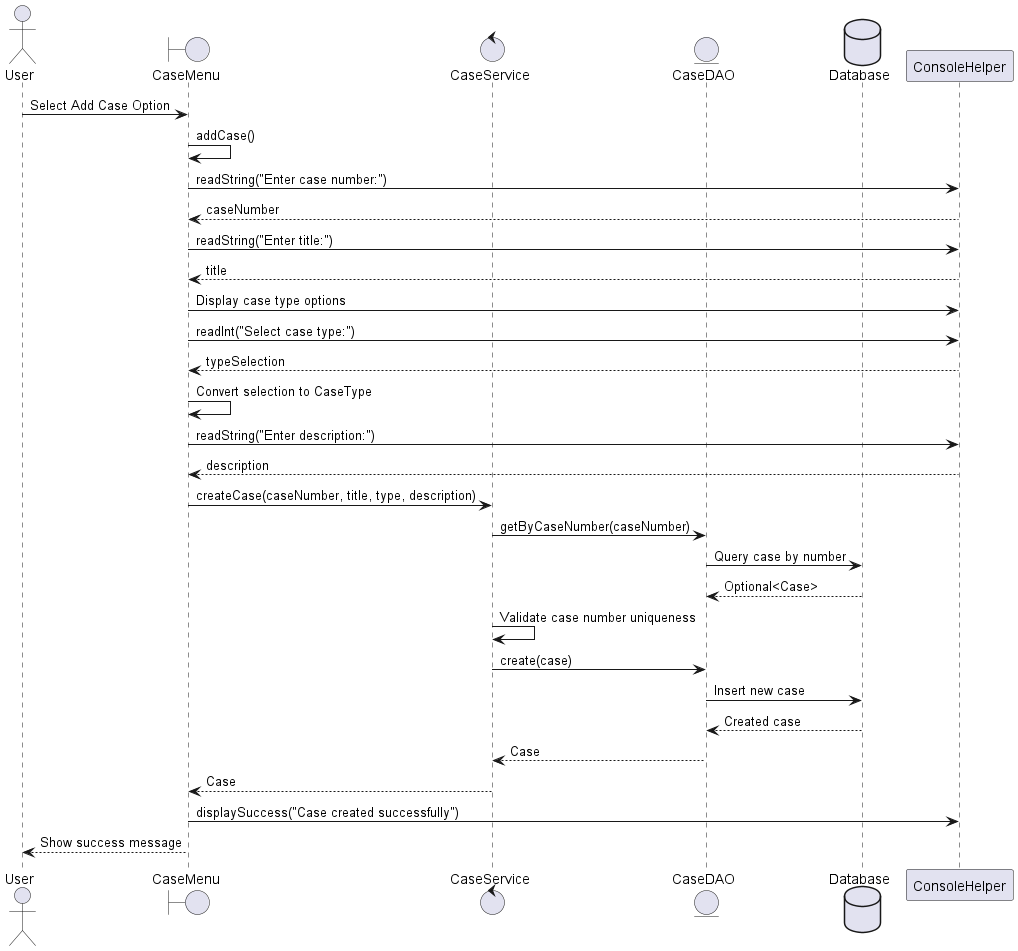 User
CaseMenu
CaseService
CaseDAO
Database
ConsoleHelper
Select Add Case Option
addCase()
readString("Enter case number:")
caseNumber
readString("Enter title:")
title
Display case type options
readInt("Select case type:")
typeSelection
Convert selection to CaseType
readString("Enter description:")
description
createCase(caseNumber, title, type, description)
getByCaseNumber(caseNumber)
Query case by number
Optional<Case>
Validate case number uniqueness
create(case)
Insert new case
Created case
Case
Case
displaySuccess("Case created successfully")
Show success message
User
CaseMenu
CaseService
CaseDAO
Database
ConsoleHelper